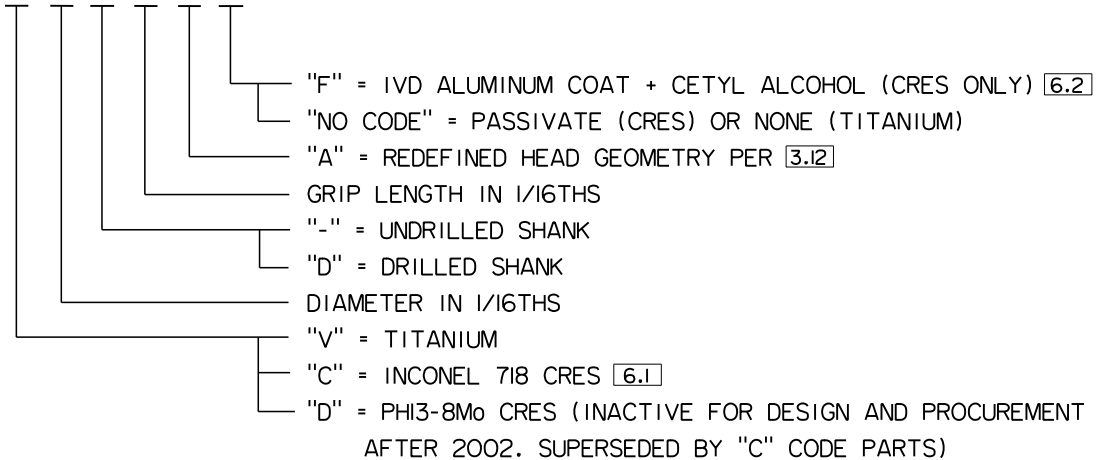 "F" = IVD ALUMINUM COAT + CETYL ALCOHOL (CRES ONLY) 6.2
"NO CODE" = PASSIVATE (CRES) OR NONE (TITANIUM)
"A" = REDEFINED HEAD GEOMETRY PER 3.12
GRIP LENGTH IN 1/16THS
"-" = UNDRILLED SHANK
"D" = DRILLED SHANK
DIAMETER IN 1/16THS
"V" = TITANIUM
"C" = INCONEL 718 CRES 6.1
"D" = PH13-8Mo CRES (INACTIVE FOR DESIGN AND PROCUREMENT
AFTER 2002. SUPERSEDED BY "C" CODE PARTS)